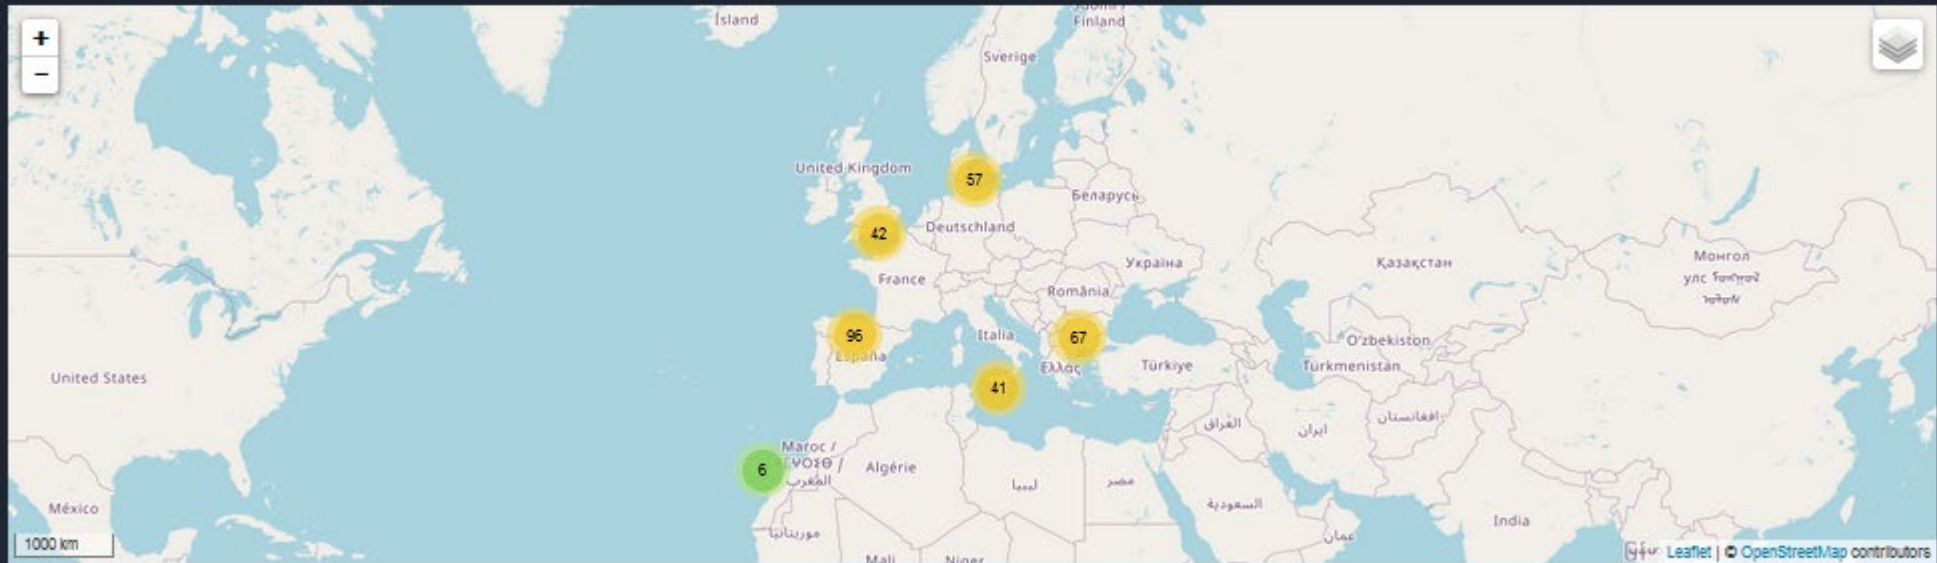 Ísland
Finland
+
−
Sverige
United Kingdom
57
Беларусь
42
Deutschland
Україна
Қазақстан
Монгол
улс
France
România
96
España
Italia
67
Ελλάς
Türkiye
O'zbekiston
Türkmenistan
United States
41
العراق
ایران
افغانستان
Maroc /
المغرب
6
Algérie
ليبيا
مصر
السعودية
México
India
موريتانيا
عمان
Mali
Niger
1000 km
Leaflet | © OpenStreetMap contributors